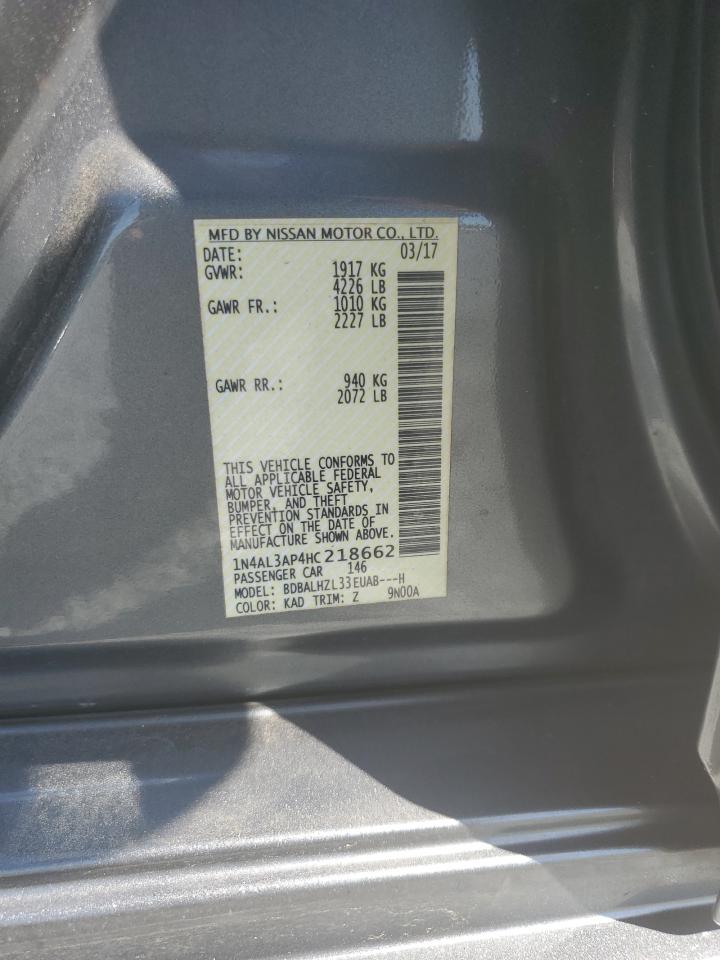 MFD BY NISSAN MOTOR CO., LTD.
DATE: 03/17
GVWR: 1917 KG
4226 LB
GAWR FR.: 1010 KG
2227 LB
GAWR RR.: 940 KG
2072 LB
THIS VEHICLE CONFORMS TO
ALL APPLICABLE FEDERAL
MOTOR VEHICLE SAFETY,
BUMPER, AND THEFT
PREVENTION STANDARDS IN
EFFECT ON THE DATE OF
MANUFACTURE SHOWN ABOVE.
1N4AL3AP4HC218662
PASSENGER CAR 146
MODEL: BDBALHZL33EUAB---H
COLOR: KAD TRIM: Z 9N00A